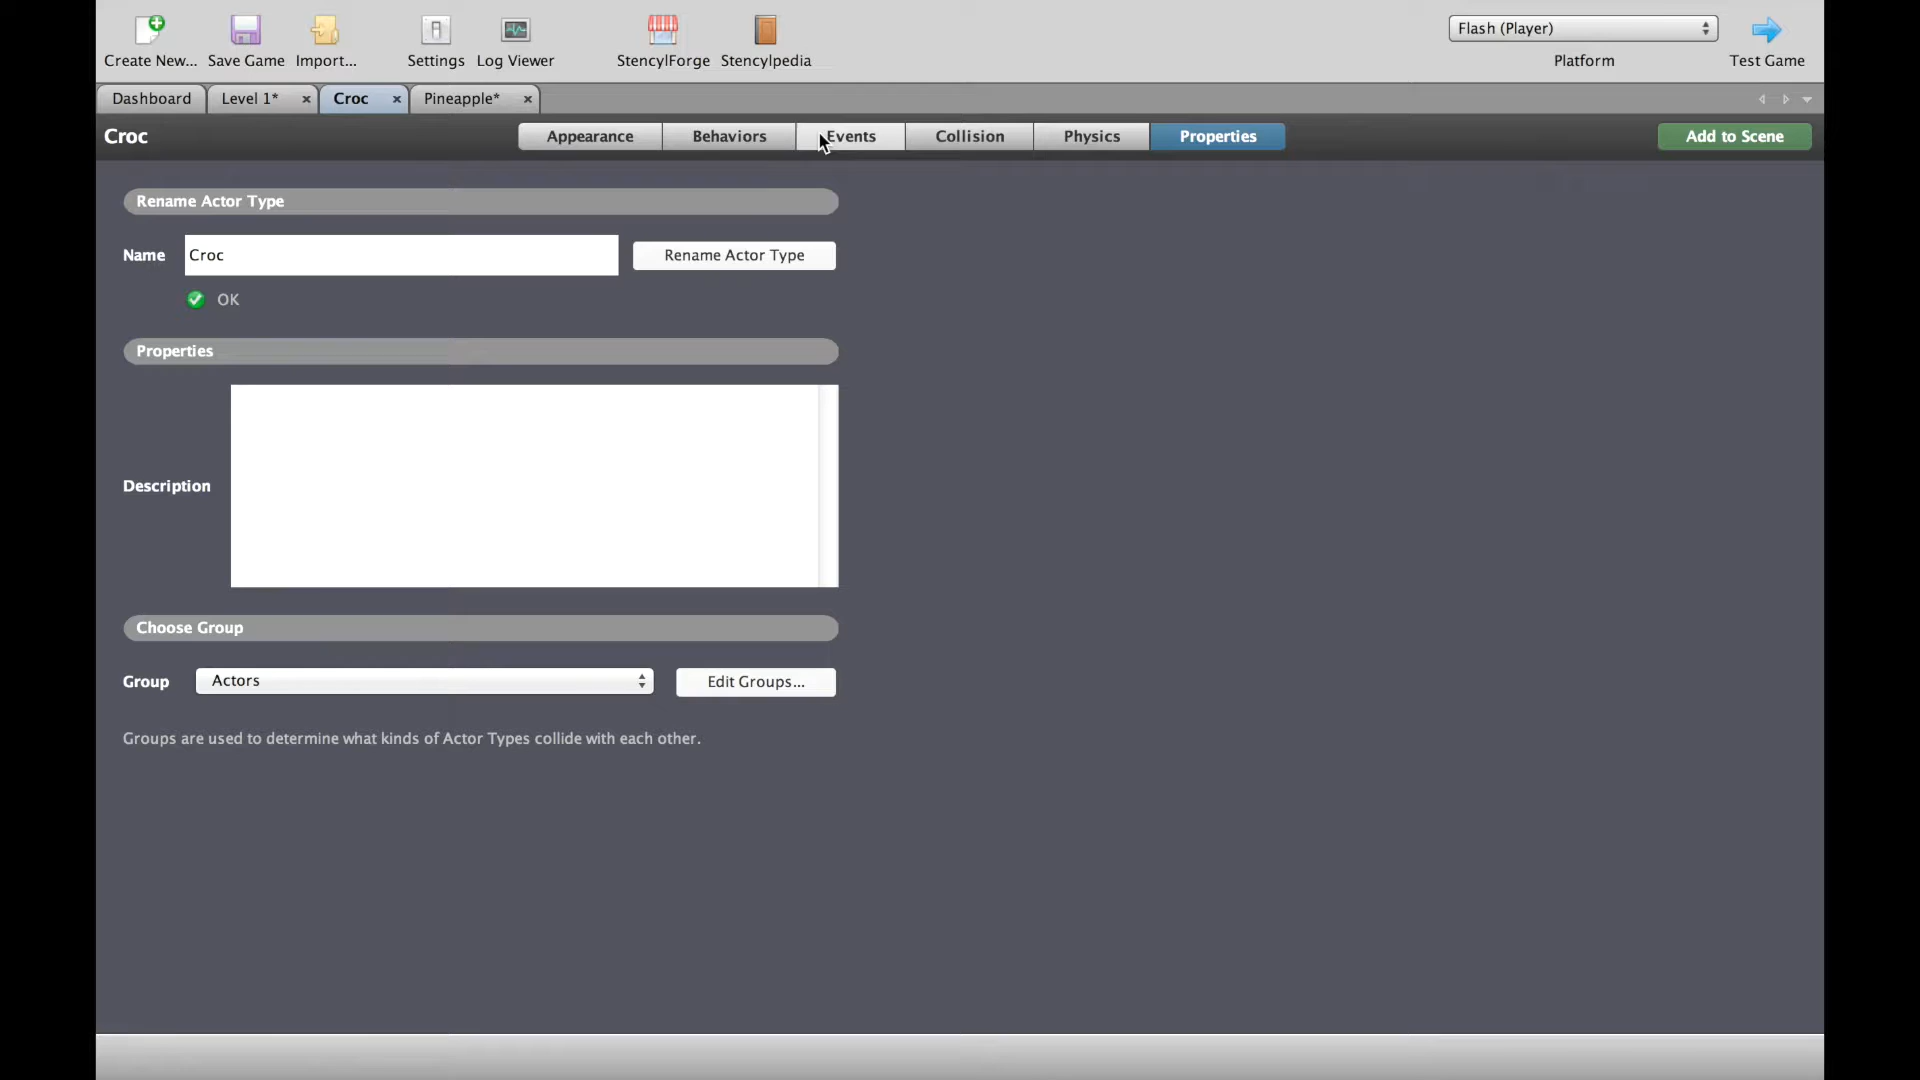 Create New... Save Game Import... Settings Log Viewer StencylForge Stencylpedia Flash (Player) Platform Test Game
Dashboard Level 1* Croc Pineapple*
Croc Appearance Behaviors Events Collision Physics Properties Add to Scene
Rename Actor Type
Name Croc Rename Actor Type
OK
Properties
Description
Choose Group
Group Actors Edit Groups...
Groups are used to determine what kinds of Actor Types collide with each other.